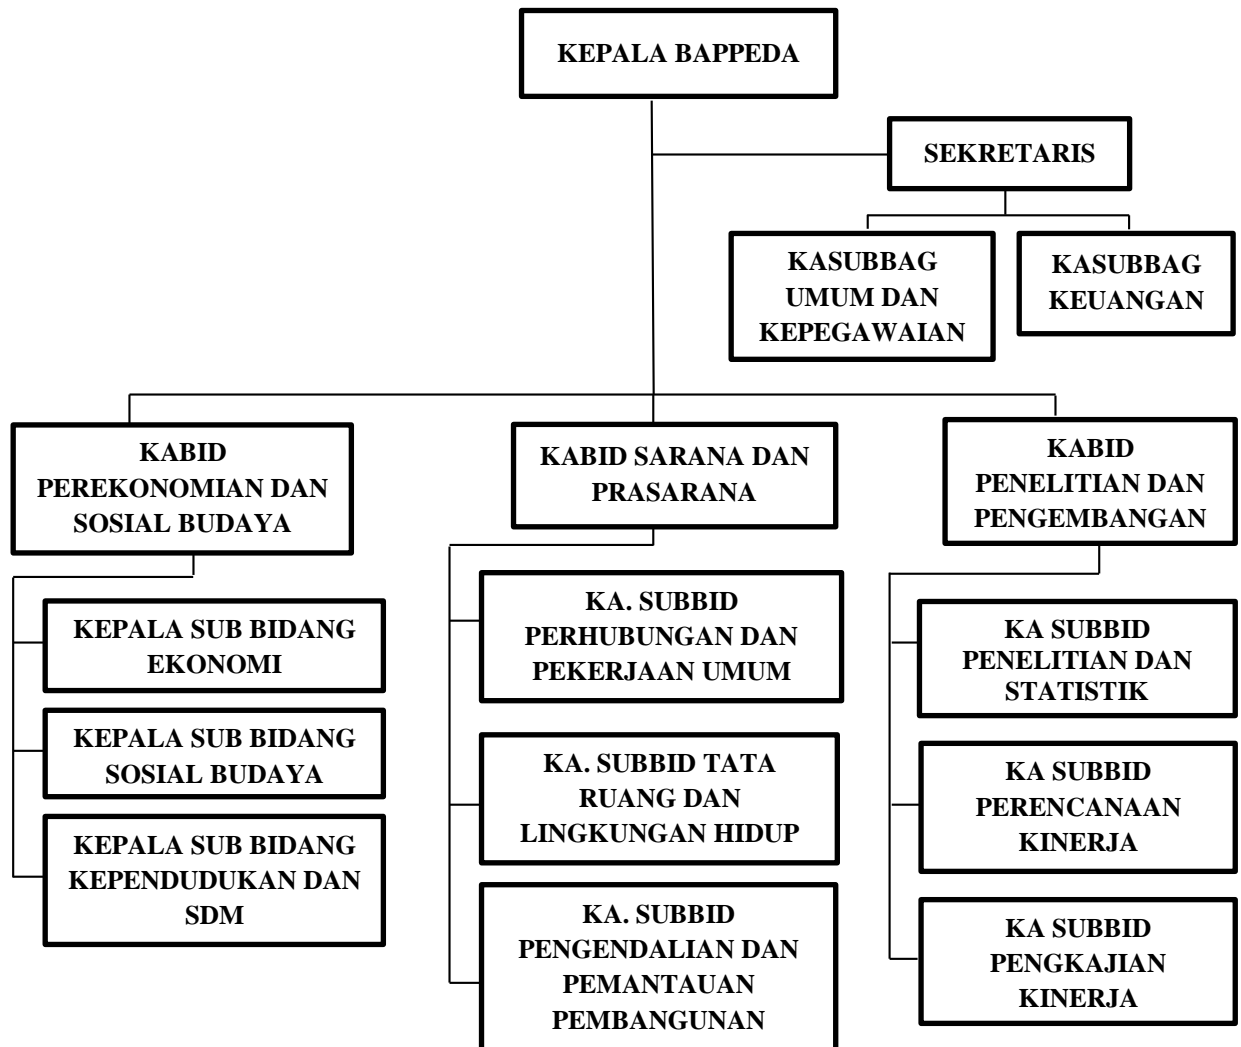 KEPALA BAPPEDA
SEKRETARIS
KASUBBAG
UMUM DAN
KEPEGAWAIAN
KASUBBAG
KEUANGAN
KABID
PEREKONOMIAN DAN
SOSIAL BUDAYA
KEPALA SUB BIDANG
EKONOMI
KEPALA SUB BIDANG
SOSIAL BUDAYA
KEPALA SUB BIDANG
KEPENDUDUKAN DAN
SDM
KABID SARANA DAN
PRASARANA
KA. SUBBID
PERHUBUNGAN DAN
PEKERJAAN UMUM
KA. SUBBID TATA
RUANG DAN
LINGKUNGAN HIDUP
KA. SUBBID
PENGENDALIAN DAN
PEMANTAUAN
PEMBANGUNAN
KABID
PENELITIAN DAN
PENGEMBANGAN
KA SUBBID
PENELITIAN DAN
STATISTIK
KA SUBBID
PERENCANAAN
KINERJA
KA SUBBID
PENGKAJIAN
KINERJA